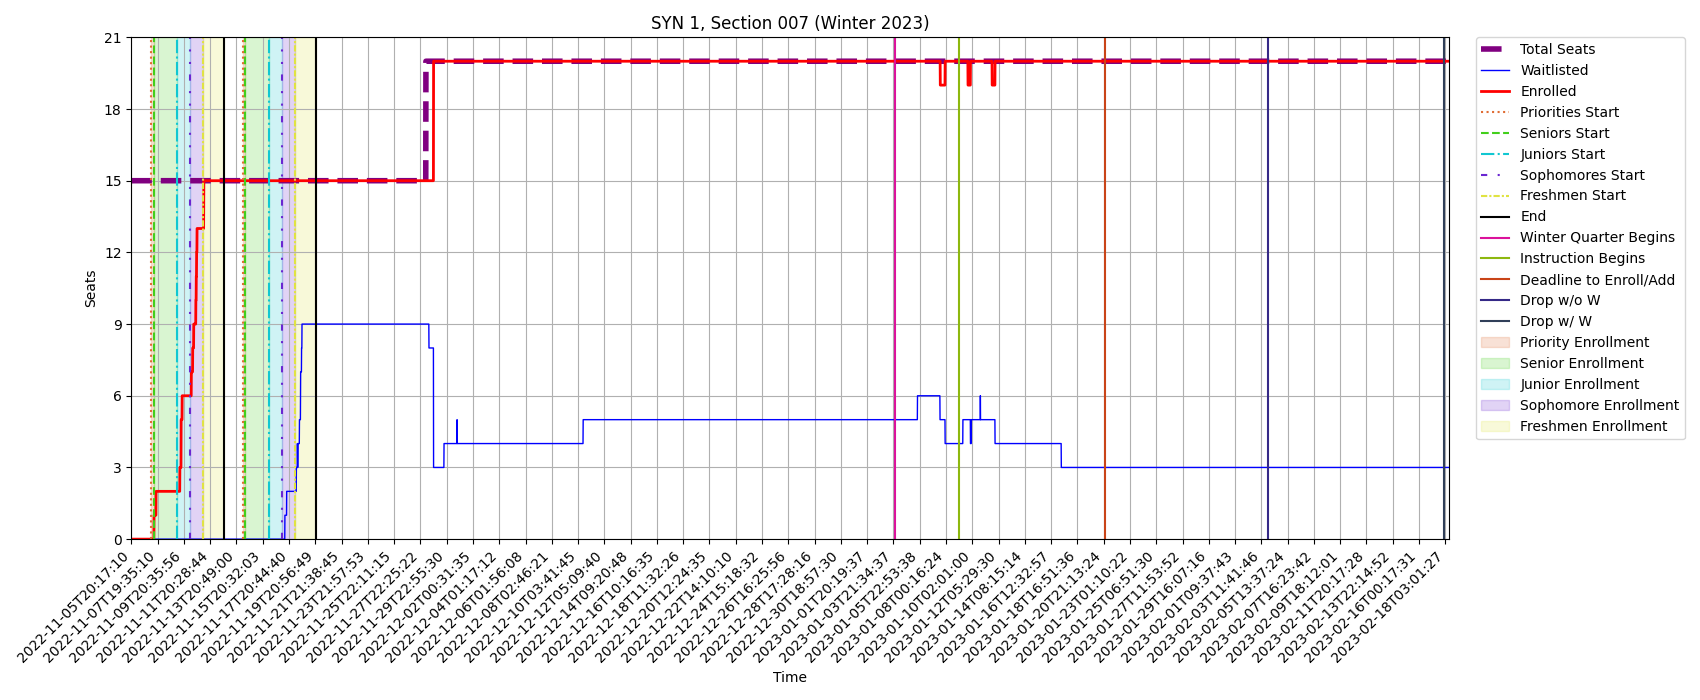 SYN 1, Section 007 (Winter 2023)
21
18
15
12
9
6
3
0
Seats
2022-11-05T20:17:10
2022-11-07T19:35:10
2022-11-09T20:35:56
2022-11-11T20:28:44
2022-11-13T20:49:00
2022-11-15T20:32:03
2022-11-17T20:44:40
2022-11-19T20:56:49
2022-11-21T21:38:45
2022-11-23T21:57:53
2022-11-25T22:11:15
2022-11-27T22:25:22
2022-11-29T22:55:30
2022-12-02T00:31:35
2022-12-04T01:17:12
2022-12-06T01:56:08
2022-12-08T02:46:21
2022-12-10T03:41:45
2022-12-12T05:09:40
2022-12-14T09:20:48
2022-12-16T10:16:35
2022-12-18T11:32:26
2022-12-20T12:24:35
2022-12-22T14:10:10
2022-12-24T15:18:32
2022-12-26T16:25:56
2022-12-28T17:28:16
2022-12-30T18:57:30
2023-01-01T20:19:37
2023-01-03T21:34:37
2023-01-05T22:53:38
2023-01-08T00:16:24
2023-01-10T02:01:00
2023-01-12T05:29:30
2023-01-14T08:15:14
2023-01-16T12:32:57
2023-01-18T16:51:36
2023-01-20T21:13:24
2023-01-23T01:10:22
2023-01-25T06:51:30
2023-01-27T11:53:52
2023-01-29T16:07:16
2023-02-01T09:37:43
2023-02-03T11:41:46
2023-02-05T13:37:24
2023-02-07T16:23:42
2023-02-09T18:12:01
2023-02-11T20:17:28
2023-02-13T22:14:52
2023-02-16T00:17:31
2023-02-18T03:01:27
Time
Total Seats
Waitlisted
Enrolled
Priorities Start
Seniors Start
Juniors Start
Sophomores Start
Freshmen Start
End
Winter Quarter Begins
Instruction Begins
Deadline to Enroll/Add
Drop w/o W
Drop w/ W
Priority Enrollment
Senior Enrollment
Junior Enrollment
Sophomore Enrollment
Freshmen Enrollment